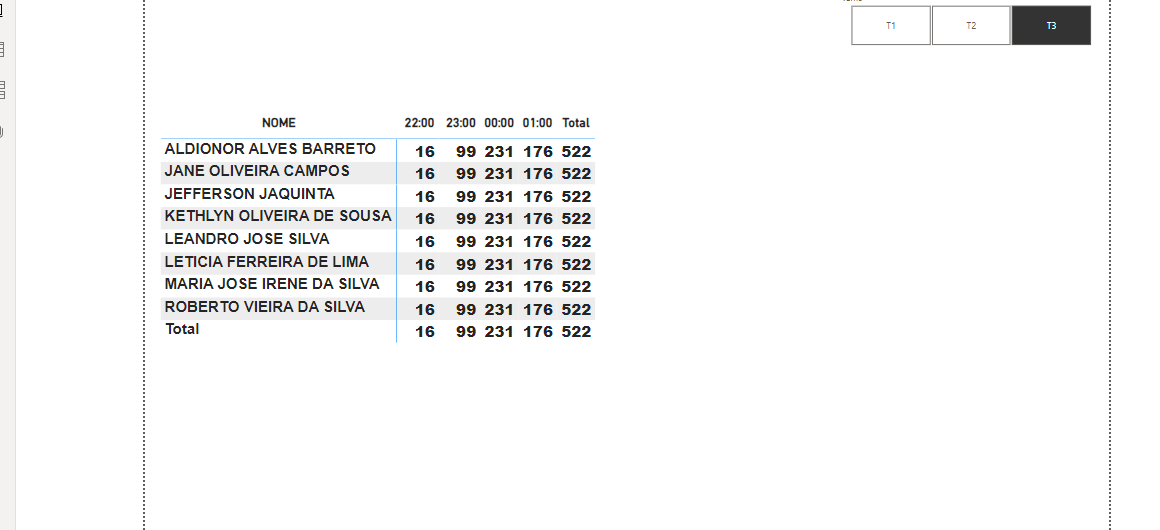 T1 T2 T3
NOME 22:00 23:00 00:00 01:00 Total
ALDIONOR ALVES BARRETO 16 99 231 176 522
JANE OLIVEIRA CAMPOS 16 99 231 176 522
JEFFERSON JAQUINTA 16 99 231 176 522
KETHLYN OLIVEIRA DE SOUSA 16 99 231 176 522
LEANDRO JOSE SILVA 16 99 231 176 522
LETICIA FERREIRA DE LIMA 16 99 231 176 522
MARIA JOSE IRENE DA SILVA 16 99 231 176 522
ROBERTO VIEIRA DA SILVA 16 99 231 176 522
Total 16 99 231 176 522